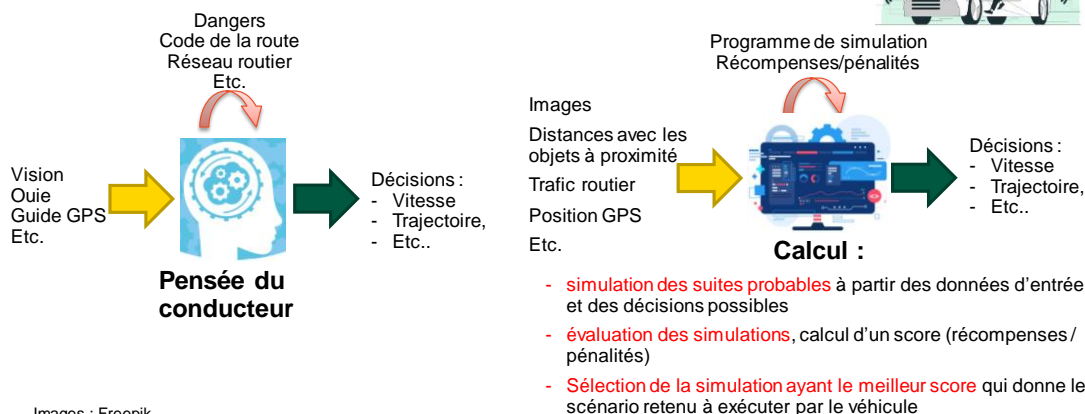 Dangers
Code de la route
Réseau routier
Etc.
Vision
Ouie
Guide GPS
Etc.
Décisions :
- Vitesse
- Trajectoire,
- Etc..
Pensée du
conducteur
Programme de simulation
Récompenses/pénalités
Images
Distances avec les
objets à proximité
Trafic routier
Position GPS
Etc.
Décisions :
- Vitesse
- Trajectoire,
- Etc..
Calcul :
- simulation des suites probables à partir des données d'entrée
et des décisions possibles
- évaluation des simulations, calcul d'un score (récompenses /
pénalités)
- Sélection de la simulation ayant le meilleur score qui donne le
scénario retenu à exécuter par le véhicule
Images : Freepik